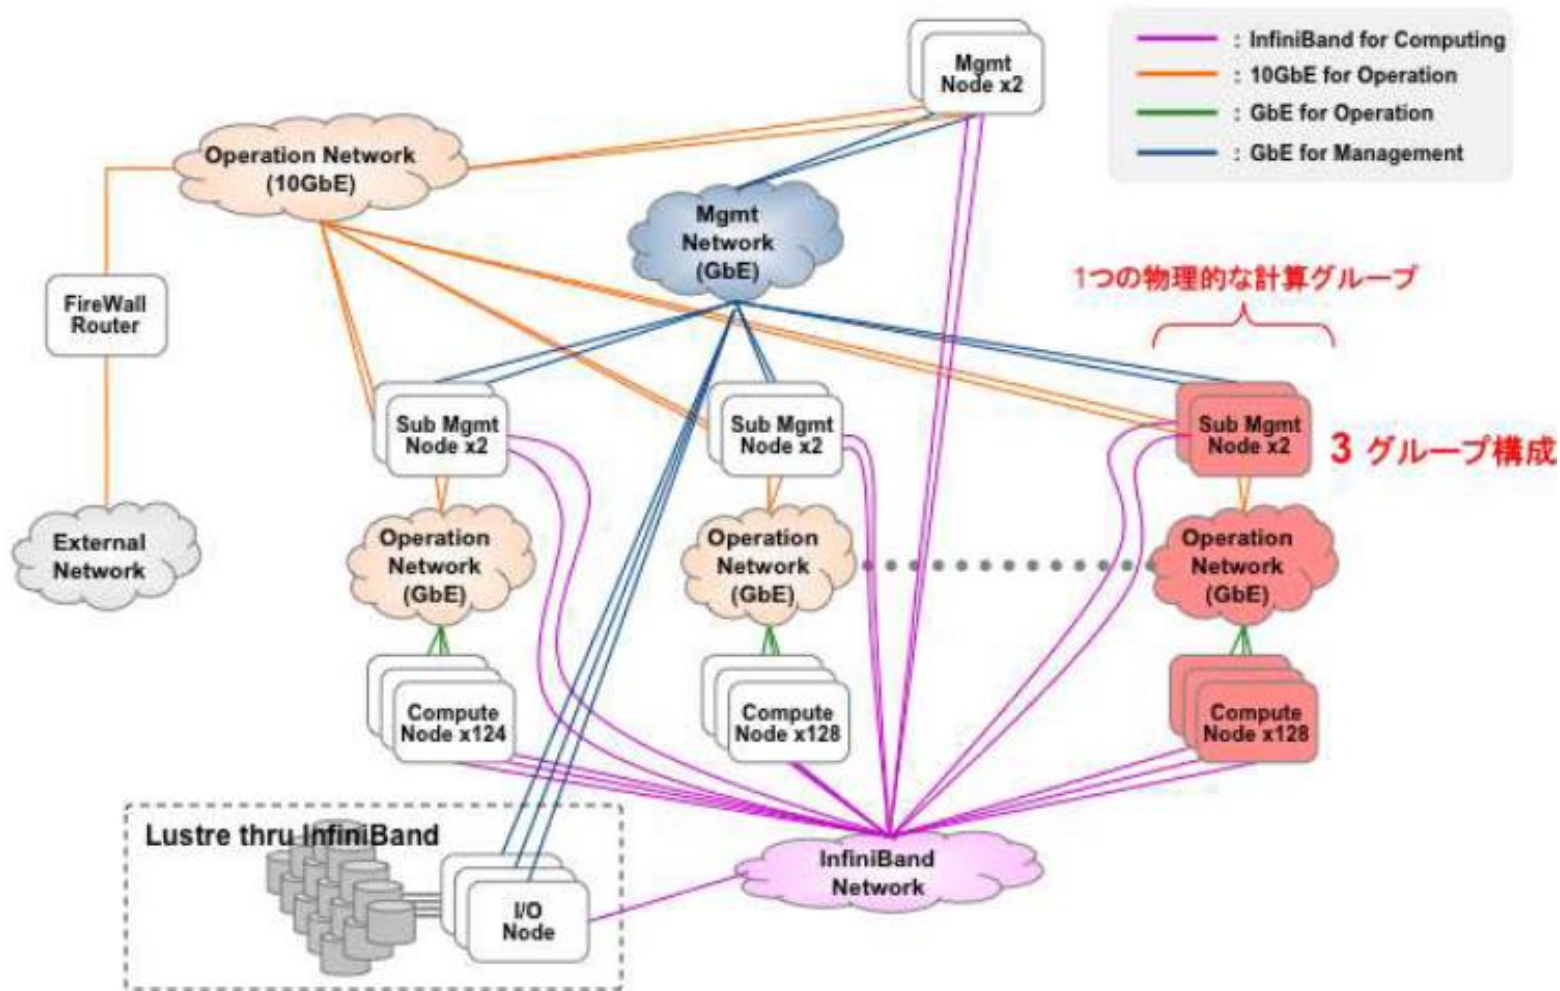 Mgmt
Node x2
: InfiniBand for Computing
: 10GbE for Operation
: GbE for Operation
: GbE for Management
Operation Network
(10GbE)
Mgmt
Network
(GbE)
1つの物理的な計算グループ
FireWall
Router
Sub Mgmt
Node x2
Sub Mgmt
Node x2
Sub Mgmt
Node x2
3 グループ構成
External
Network
Operation
Network
(GbE)
Operation
Network
(GbE)
Operation
Network
(GbE)
Compute
Node x124
Compute
Node x128
Compute
Node x128
Lustre thru InfiniBand
I/O
Node
InfiniBand
Network